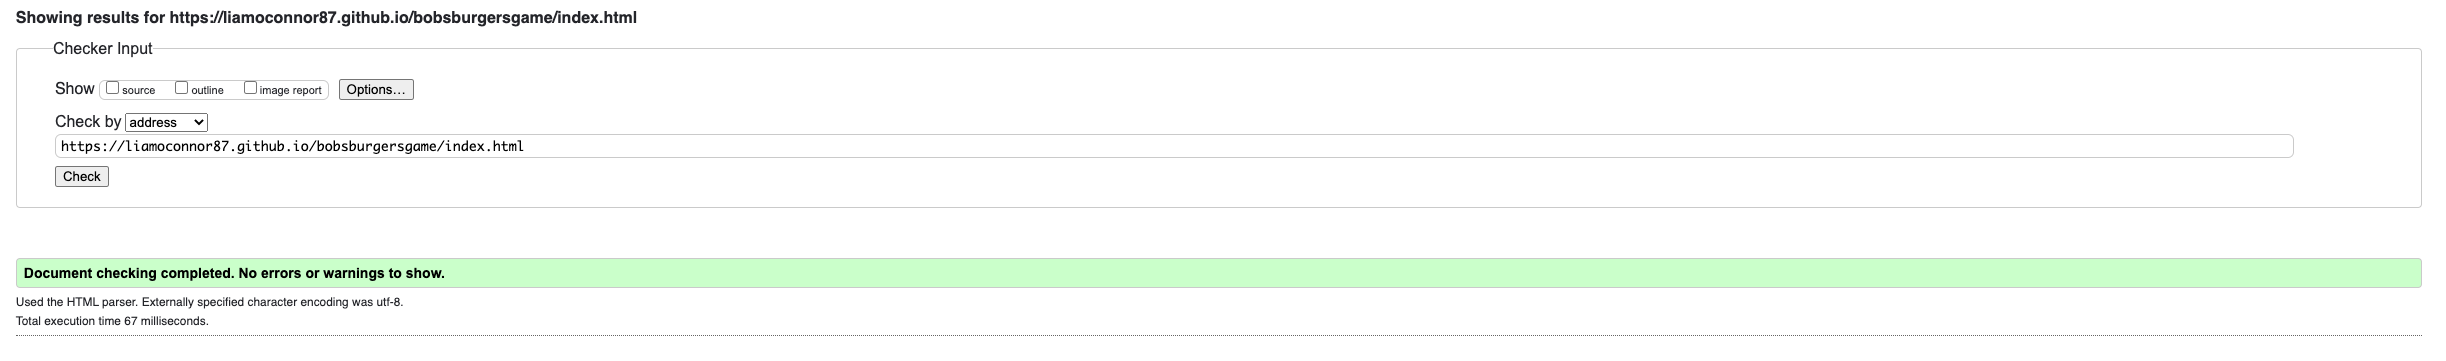 Showing results for https://liamoconnor87.github.io/bobsburgersgame/index.html
Checker Input
Show source outline image report Options...
Check by address
https://liamoconnor87.github.io/bobsburgersgame/index.html
Check
Document checking completed. No errors or warnings to show.
Used the HTML parser. Externally specified character encoding was utf-8.
Total execution time 67 milliseconds.